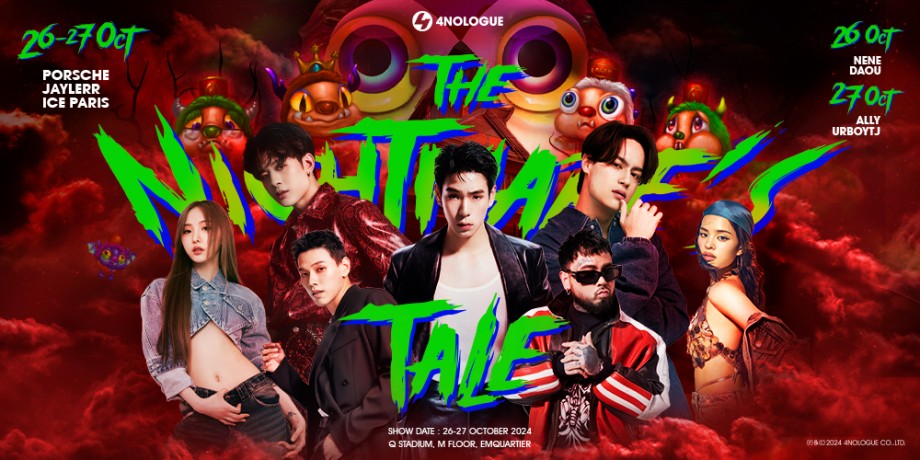 4NOLOGUE
26-27 Oct
PORSCHE
JAYLERR
ICE PARIS
26 Oct
NENE
DAOU
27 Oct
ALLY
URBOYTJ
THE
NIGHTMARE'S
TALE
SHOW DATE : 26-27 OCTOBER 2024
Q STADIUM, M FLOOR, EMQUARTIER
℗&© 2024 4NOLOGUE CO.,LTD.